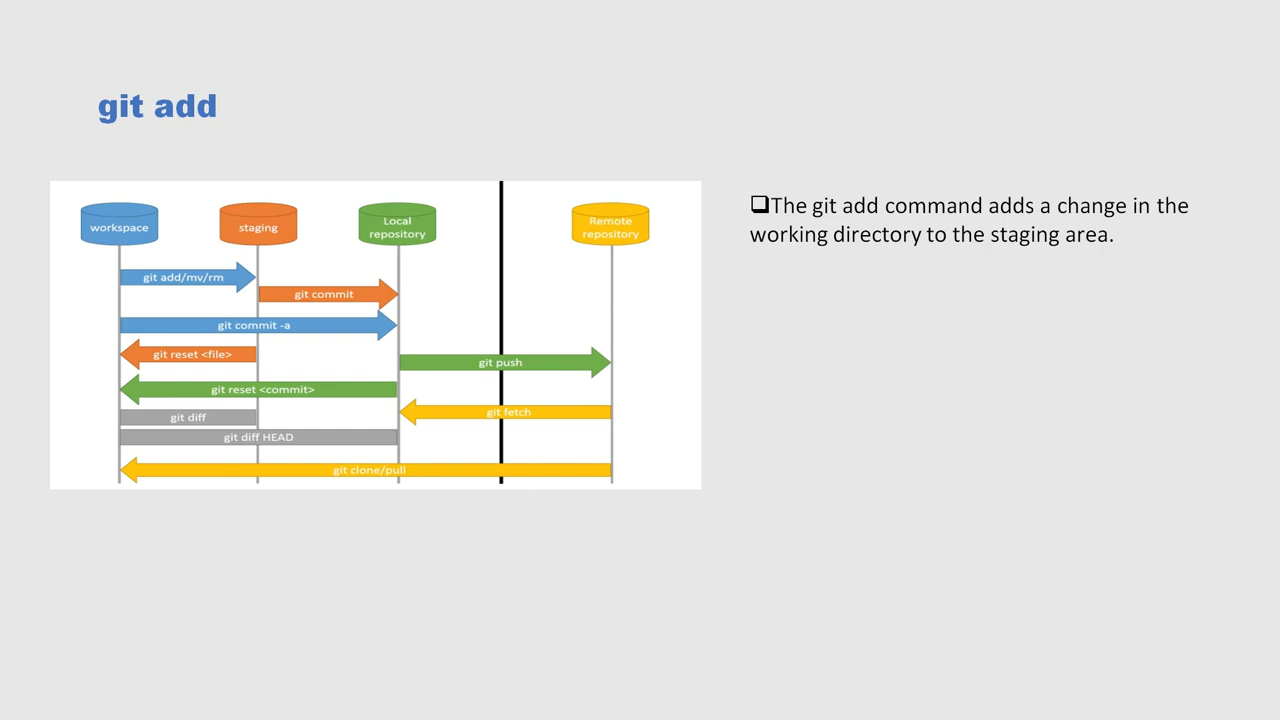 git add
workspace
staging
Local
repository
Remote
repository
git add/mv/rm
git commit
git commit -a
git reset <file>
git push
git reset <commit>
git fetch
git diff
git diff HEAD
git clone/pull
❑The git add command adds a change in the
working directory to the staging area.